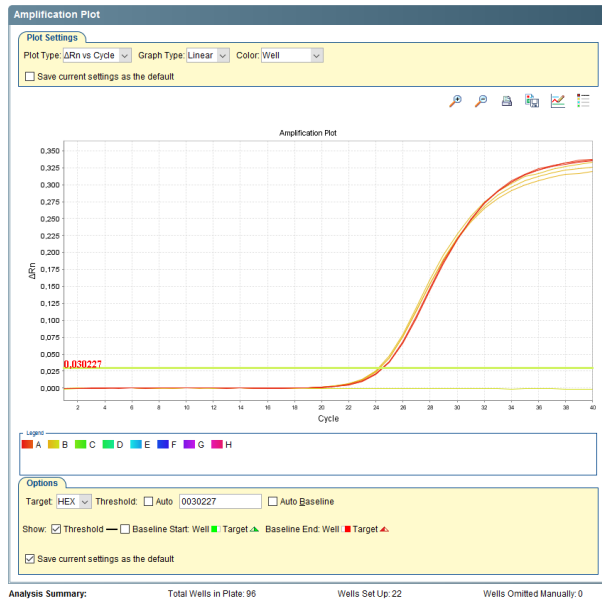 Amplification Plot
Plot Settings
Plot Type: ΔRn vs Cycle Graph Type: Linear Color: Well
Save current settings as the default
Amplification Plot
0,350
0,325
0,300
0,275
0,250
0,225
0,200
0,175
0,150
0,125
0,100
0,075
0,050
0,025
0,000
ΔRn
0,030227
2 4 6 8 10 12 14 16 18 20 22 24 26 28 30 32 34 36 38 40
Cycle
Legend
A B C D E F G H
Options
Target: HEX Threshold: Auto 0030227 Auto Baseline
Show: Threshold Baseline Start: Well Target Baseline End: Well Target
Save current settings as the default
Analysis Summary: Total Wells in Plate: 96 Wells Set Up: 22 Wells Omitted Manually: 0